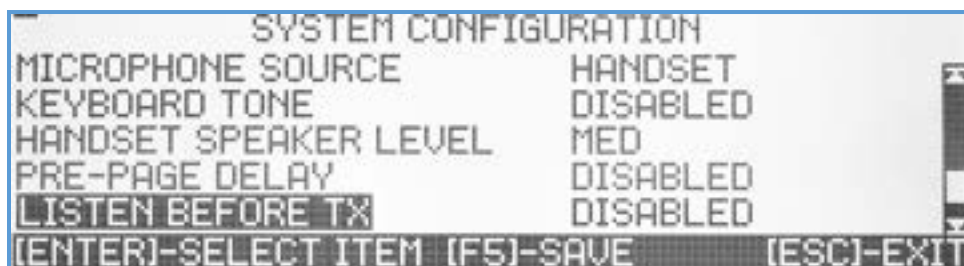 SYSTEM CONFIGURATION
MICROPHONE SOURCE HANDSET
KEYBOARD TONE DISABLED
HANDSET SPEAKER LEVEL MED
PRE-PAGE DELAY DISABLED
LISTEN BEFORE TX DISABLED
[ENTER]-SELECT ITEM [F5]-SAVE [ESC]-EXIT